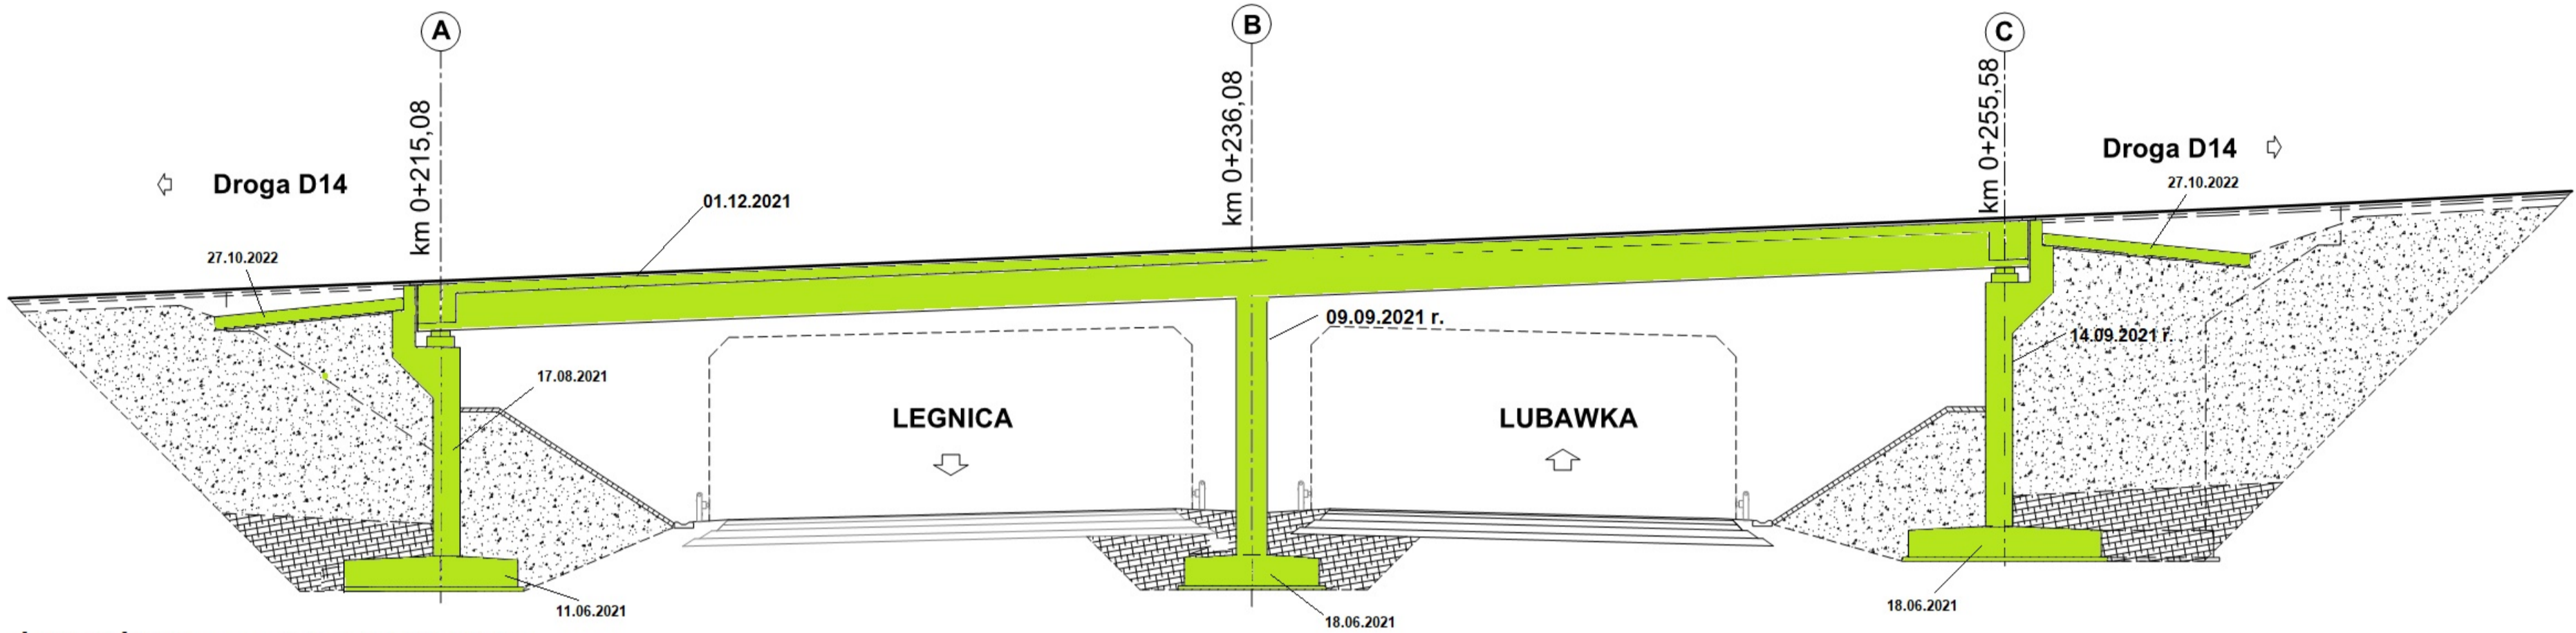 A
B
C
km 0+215,08
km 0+236,08
km 0+255,58
Droga D14
Droga D14
27.10.2022
01.12.2021
27.10.2022
09.09.2021 r.
14.09.2021 r.
17.08.2021
LEGNICA
LUBAWKA
11.06.2021
18.06.2021
18.06.2021